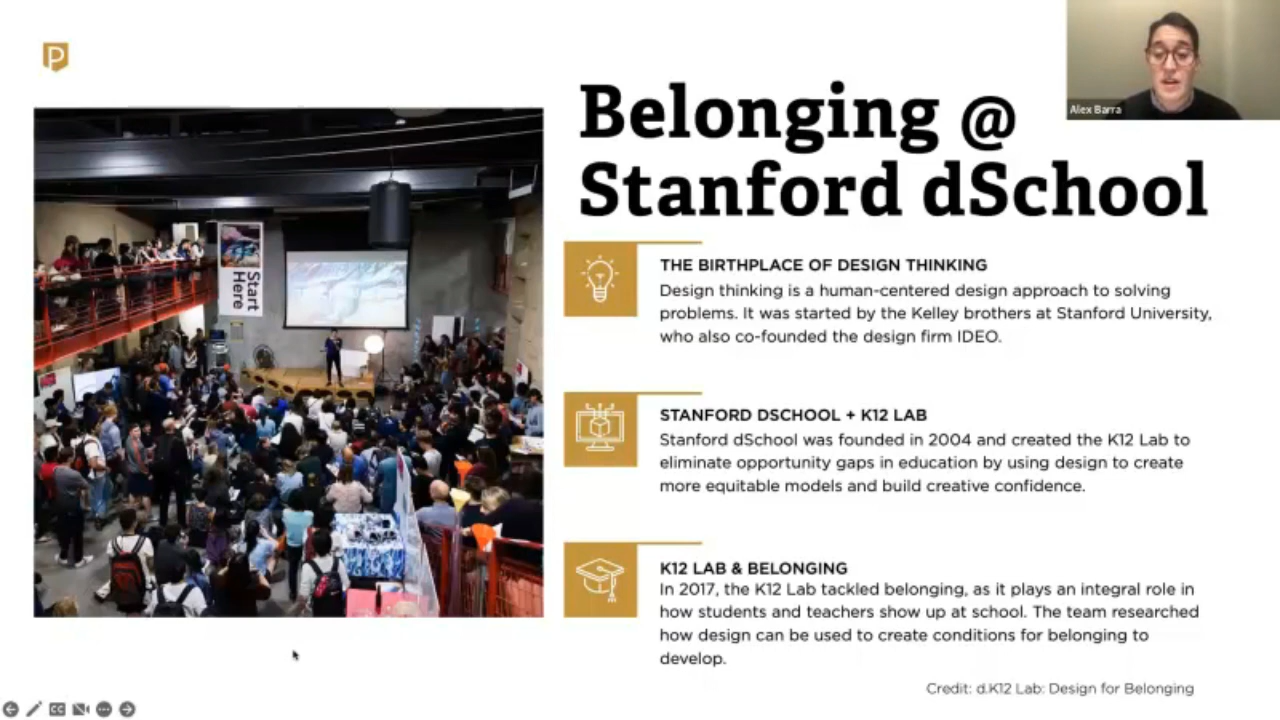 P
Alex Barra
Belonging @
Stanford dSchool
Start
Here
THE BIRTHPLACE OF DESIGN THINKING
Design thinking is a human-centered design approach to solving
problems. It was started by the Kelley brothers at Stanford University,
who also co-founded the design firm IDEO.
STANFORD DSCHOOL + K12 LAB
Stanford dSchool was founded in 2004 and created the K12 Lab to
eliminate opportunity gaps in education by using design to create
more equitable models and build creative confidence.
K12 LAB & BELONGING
In 2017, the K12 Lab tackled belonging, as it plays an integral role in
how students and teachers show up at school. The team researched
how design can be used to create conditions for belonging to
develop.
Credit: d.K12 Lab: Design for Belonging
CC